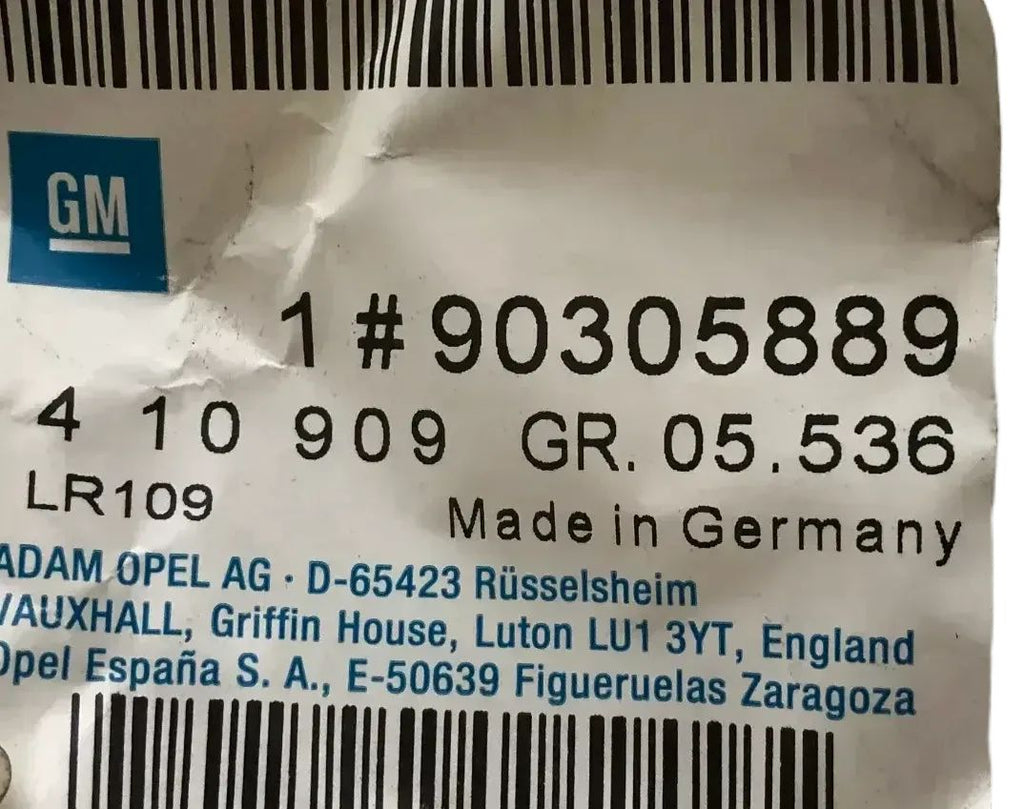 GM
1 # 90305889
4 10 909 GR. 05.536
LR109
Made in Germany
ADAM OPEL AG · D-65423 Rüsselsheim
VAUXHALL, Griffin House, Luton LU1 3YT, England
Opel España S. A., E-50639 Figueruelas Zaragoza